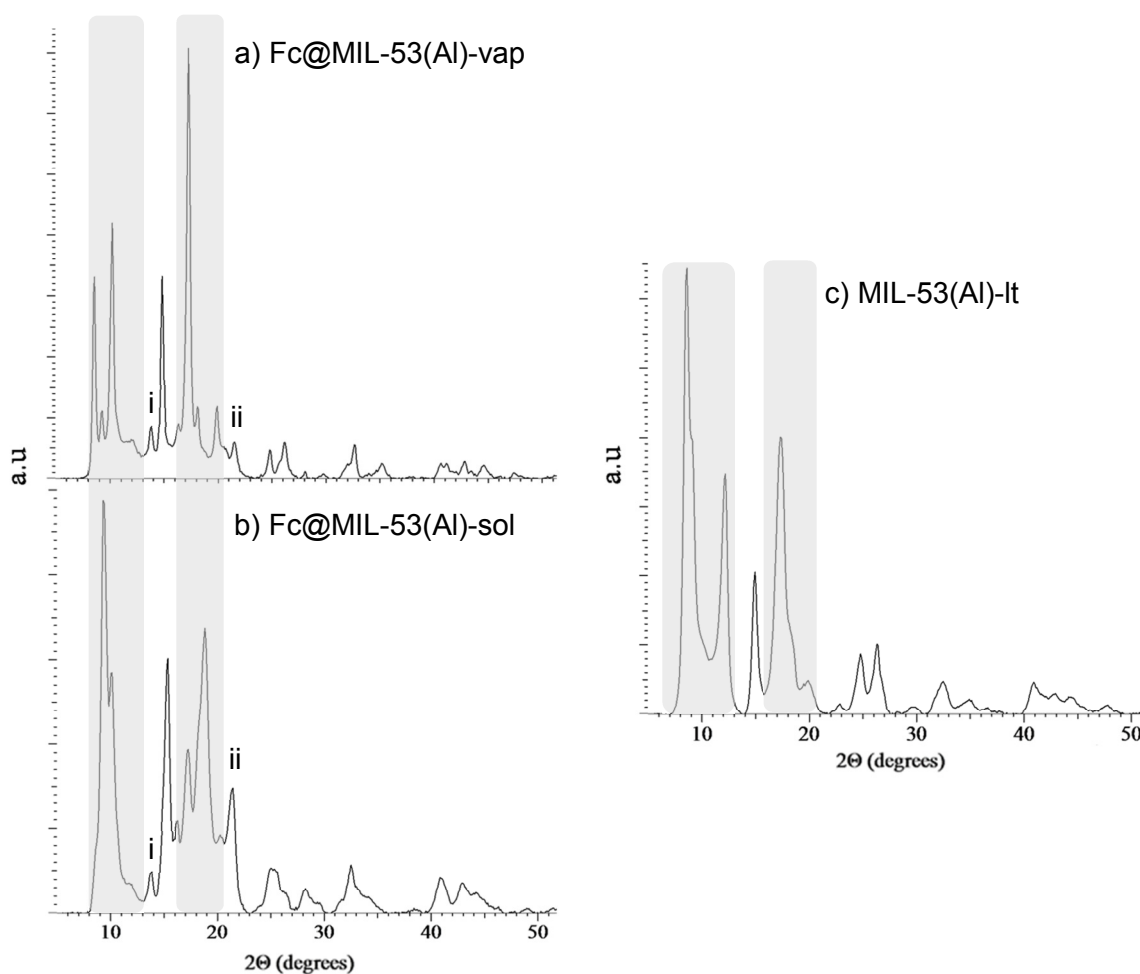 a) Fc@MIL-53(Al)-vap
i
ii
a.u
b) Fc@MIL-53(Al)-sol
i
ii
a.u
10 20 30 40 50
2Θ (degrees)
c) MIL-53(Al)-lt
a.u
10 20 30 40 50
2Θ (degrees)